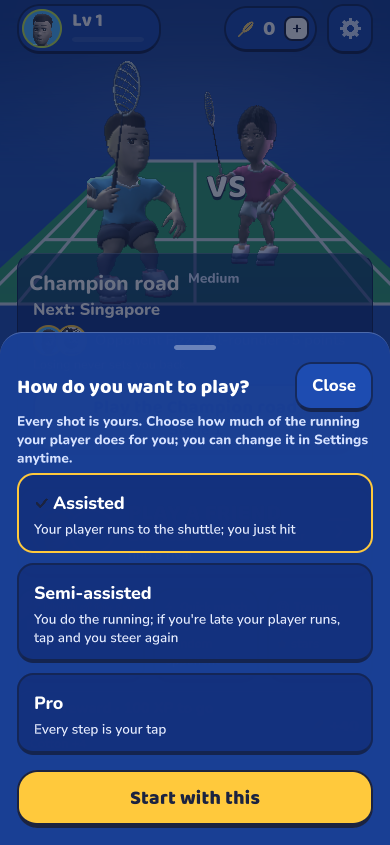 Lv 1
0
+
VS
Champion road Medium
Next: Singapore
How do you want to play?
Close
Every shot is yours. Choose how much of the running
your player does for you; you can change it in Settings
anytime.
Assisted
Your player runs to the shuttle; you just hit
Semi-assisted
You do the running; if you're late your player runs,
tap and you steer again
Pro
Every step is your tap
Start with this